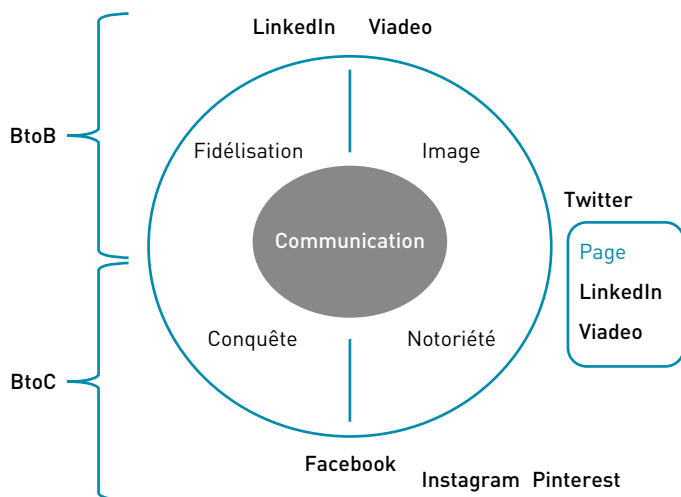 LinkedIn Viadeo
BtoB
Fidélisation Image
Twitter
Communication
Page
LinkedIn
Viadeo
Conquête Notoriété
BtoC
Facebook
Instagram Pinterest